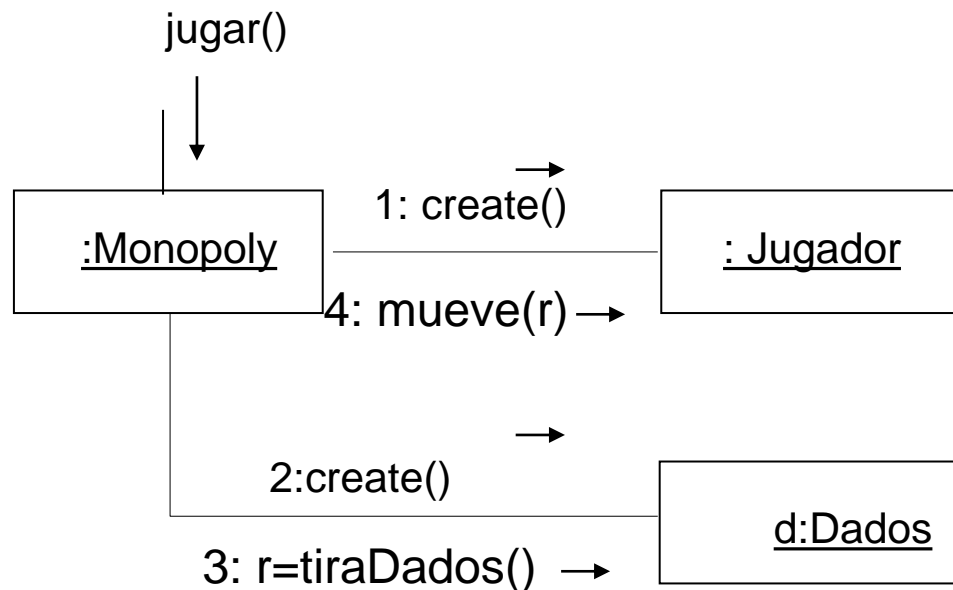 jugar()
1: create()
:Monopoly
: Jugador
4: mueve(r)
2:create()
d:Dados
3: r=tiraDados()